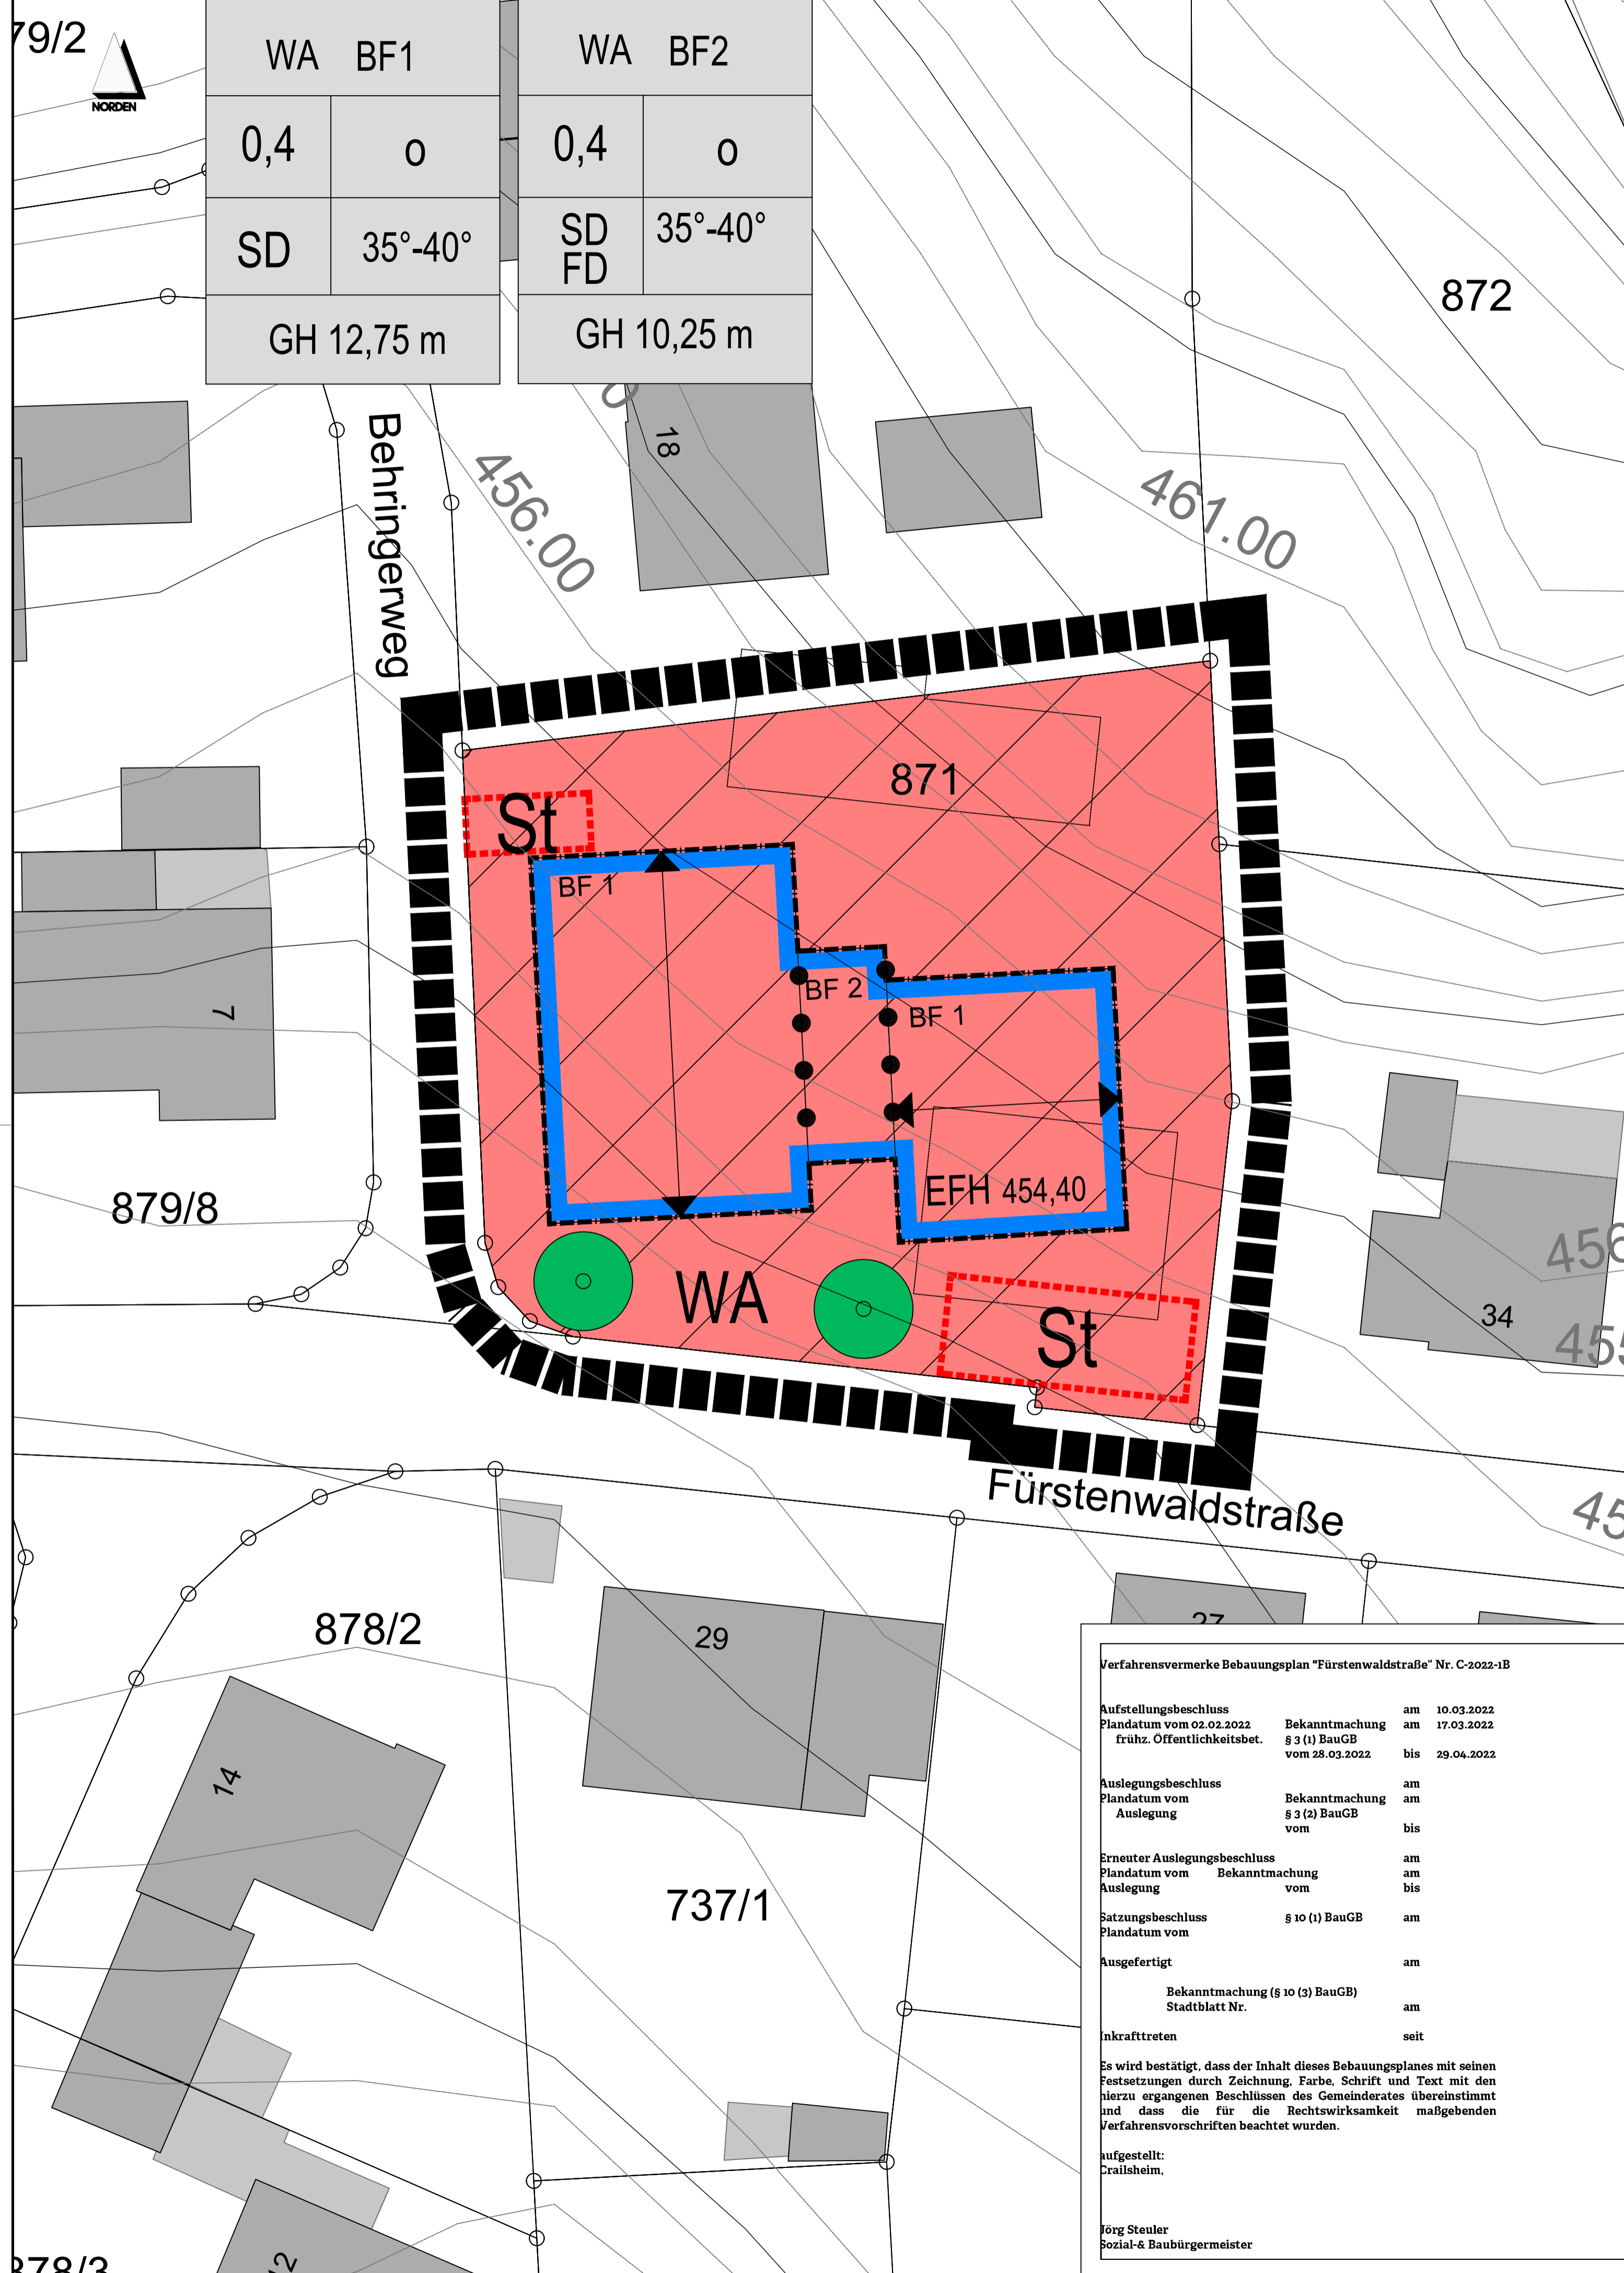 79/2
NORDEN
WA BF1
0,4 o
SD 35°-40°
GH 12,75 m
WA BF2
0,4 o
SD 35°-40°
FD
GH 10,25 m
872
Behringerweg
18
456.00
461.00
871
St
BF 1
BF 2
BF 1
7
EFH 454,40
879/8
WA
St
34
Fürstenwaldstraße
878/2
29
27
14
737/1
12
878/3
Verfahrensvermerke Bebauungsplan "Fürstenwaldstraße“ Nr. C-2022-1B
Aufstellungsbeschluss am 10.03.2022
Plandatum vom 02.02.2022 Bekanntmachung am 17.03.2022
frühz. Öffentlichkeitsbet. § 3 (1) BauGB
vom 28.03.2022 bis 29.04.2022
Auslegungsbeschluss am
Plandatum vom Bekanntmachung am
Auslegung § 3 (2) BauGB
vom bis
Erneuter Auslegungsbeschluss am
Plandatum vom Bekanntmachung am
Auslegung vom bis
Satzungsbeschluss § 10 (1) BauGB am
Plandatum vom
Ausgefertigt am
Bekanntmachung (§ 10 (3) BauGB)
Stadtblatt Nr. am
Inkrafttreten seit
Es wird bestätigt, dass der Inhalt dieses Bebauungsplanes mit seinen
Festsetzungen durch Zeichnung, Farbe, Schrift und Text mit den
hierzu ergangenen Beschlüssen des Gemeinderates übereinstimmt
und dass die für die Rechtswirksamkeit maßgebenden
Verfahrensvorschriften beachtet wurden.
aufgestellt:
Crailsheim,
Jörg Steuler
Sozial-& Baubürgermeister